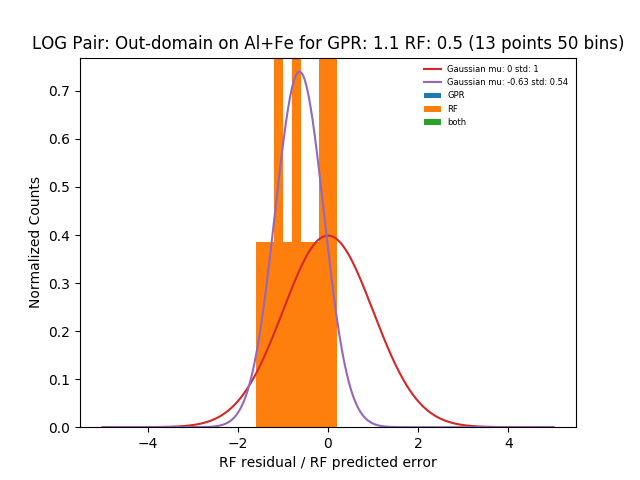 LOG Pair: Out-domain on Al+Fe for GPR: 1.1 RF: 0.5 (13 points 50 bins)
Gaussian mu: 0 std: 1
Gaussian mu: -0.63 std: 0.54
GPR
RF
both
Normalized Counts
0.7
0.6
0.5
0.4
0.3
0.2
0.1
0.0
−4 −2 0 2 4
RF residual / RF predicted error